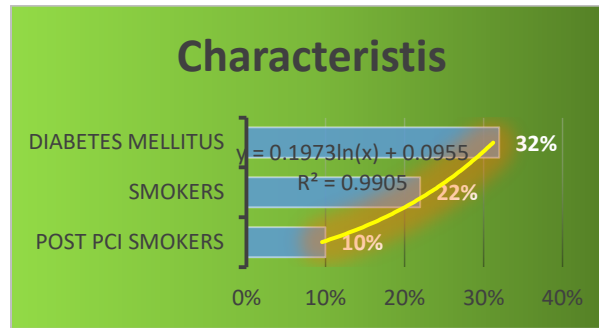 Characteristis
DIABETES MELLITUS
32%
y = 0.1973ln(x) + 0.0955
R² = 0.9905
SMOKERS
22%
POST PCI SMOKERS
10%
0% 10% 20% 30% 40%